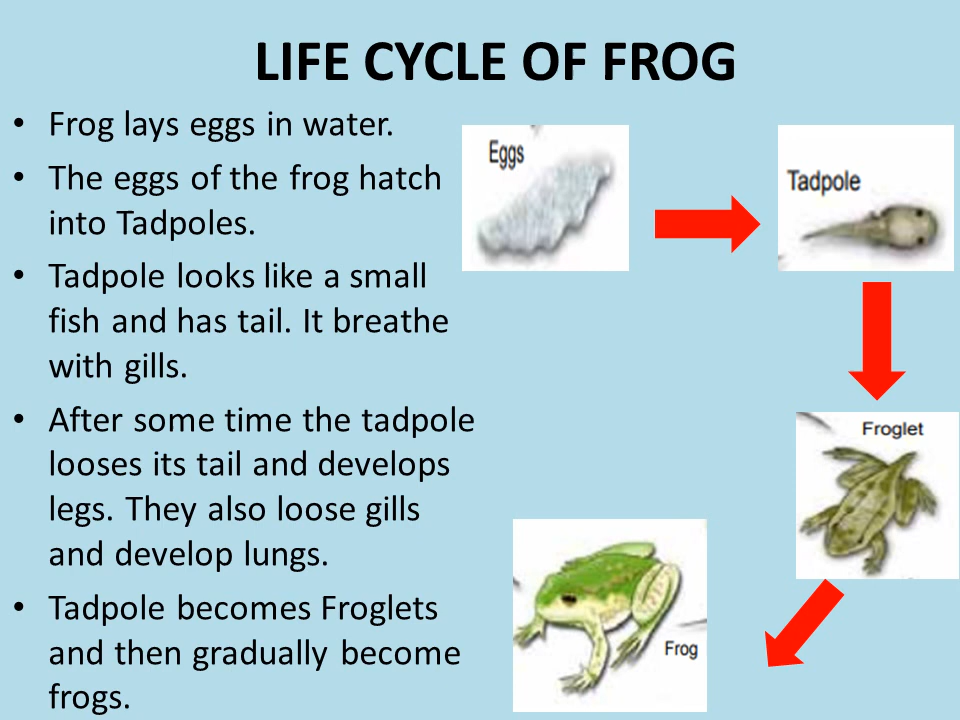 LIFE CYCLE OF FROG
• Frog lays eggs in water.
• The eggs of the frog hatch
into Tadpoles.
• Tadpole looks like a small
fish and has tail. It breathe
with gills.
• After some time the tadpole
looses its tail and develops
legs. They also loose gills
and develop lungs.
• Tadpole becomes Froglets
and then gradually become
frogs.
Eggs
Tadpole
Froglet
Frog